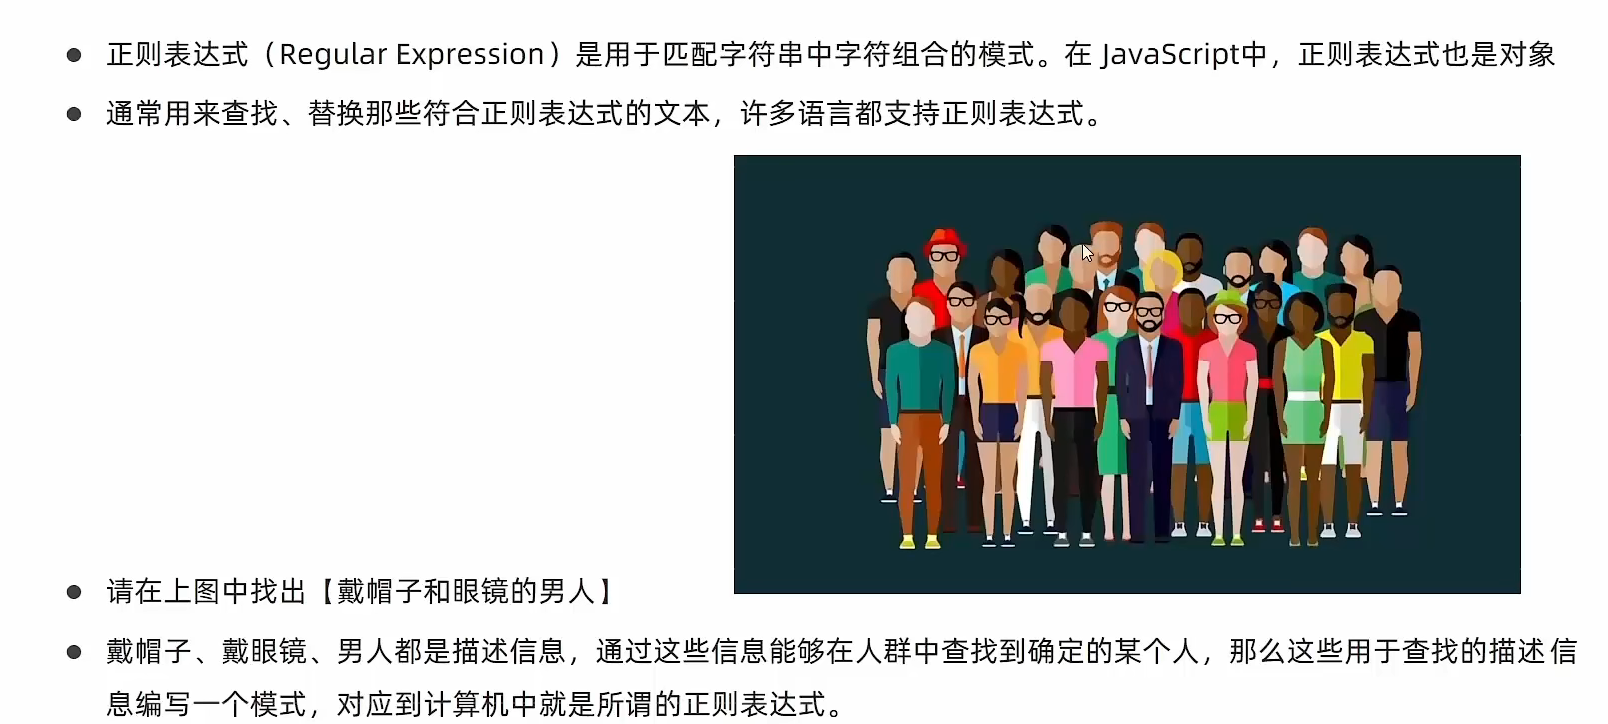 正则表达式（Regular Expression）是用于匹配字符串中字符组合的模式。在 JavaScript中，正则表达式也是对象
通常用来查找、替换那些符合正则表达式的文本，许多语言都支持正则表达式。
请在上图中找出【戴帽子和眼镜的男人】
戴帽子、戴眼镜、男人都是描述信息，通过这些信息能够在人群中查找到确定的某个人，那么这些用于查找的描述信
息编写一个模式，对应到计算机中就是所谓的正则表达式。